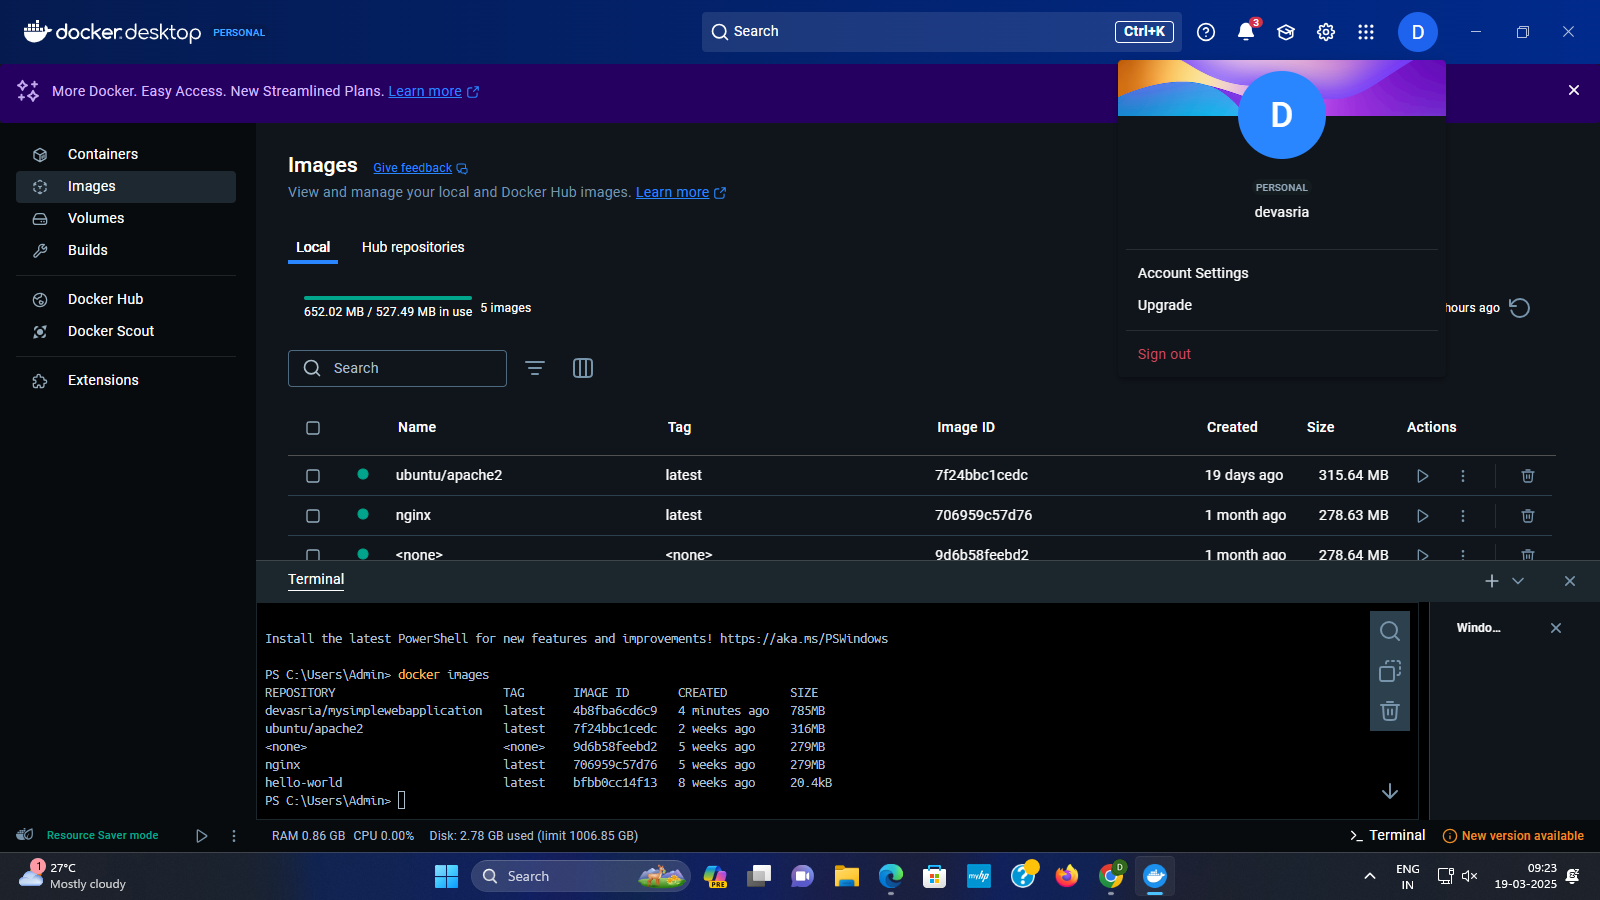 docker desktop PERSONAL
Search Ctrl+K
3
D
More Docker. Easy Access. New Streamlined Plans. Learn more
D
PERSONAL
devasria
Account Settings
Upgrade
Sign out
Containers
Images
Volumes
Builds
Docker Hub
Docker Scout
Extensions
Images Give feedback
View and manage your local and Docker Hub images. Learn more
Local Hub repositories
652.02 MB / 527.49 MB in use 5 images
hours ago
Search
Name Tag Image ID Created Size Actions
ubuntu/apache2 latest 7f24bbc1cedc 19 days ago 315.64 MB
nginx latest 706959c57d76 1 month ago 278.63 MB
<none> <none> 9d6b58feebd2 1 month ago 278.64 MB
Terminal
Windo...
Install the latest PowerShell for new features and improvements! https://aka.ms/PSWindows
PS C:\Users\Admin> docker images
REPOSITORY TAG IMAGE ID CREATED SIZE
devasria/mysimplewebapplication latest 4b8fba6cd6c9 4 minutes ago 785MB
ubuntu/apache2 latest 7f24bbc1cedc 2 weeks ago 316MB
<none> <none> 9d6b58feebd2 5 weeks ago 279MB
nginx latest 706959c57d76 5 weeks ago 279MB
hello-world latest bfbb0cc14f13 8 weeks ago 20.4kB
PS C:\Users\Admin>
Resource Saver mode
RAM 0.86 GB CPU 0.00% Disk: 2.78 GB used (limit 1006.85 GB)
>_ Terminal
New version available
1
27°C
Mostly cloudy
Search
PRE
myhp
D
ENG
IN
09:23
19-03-2025